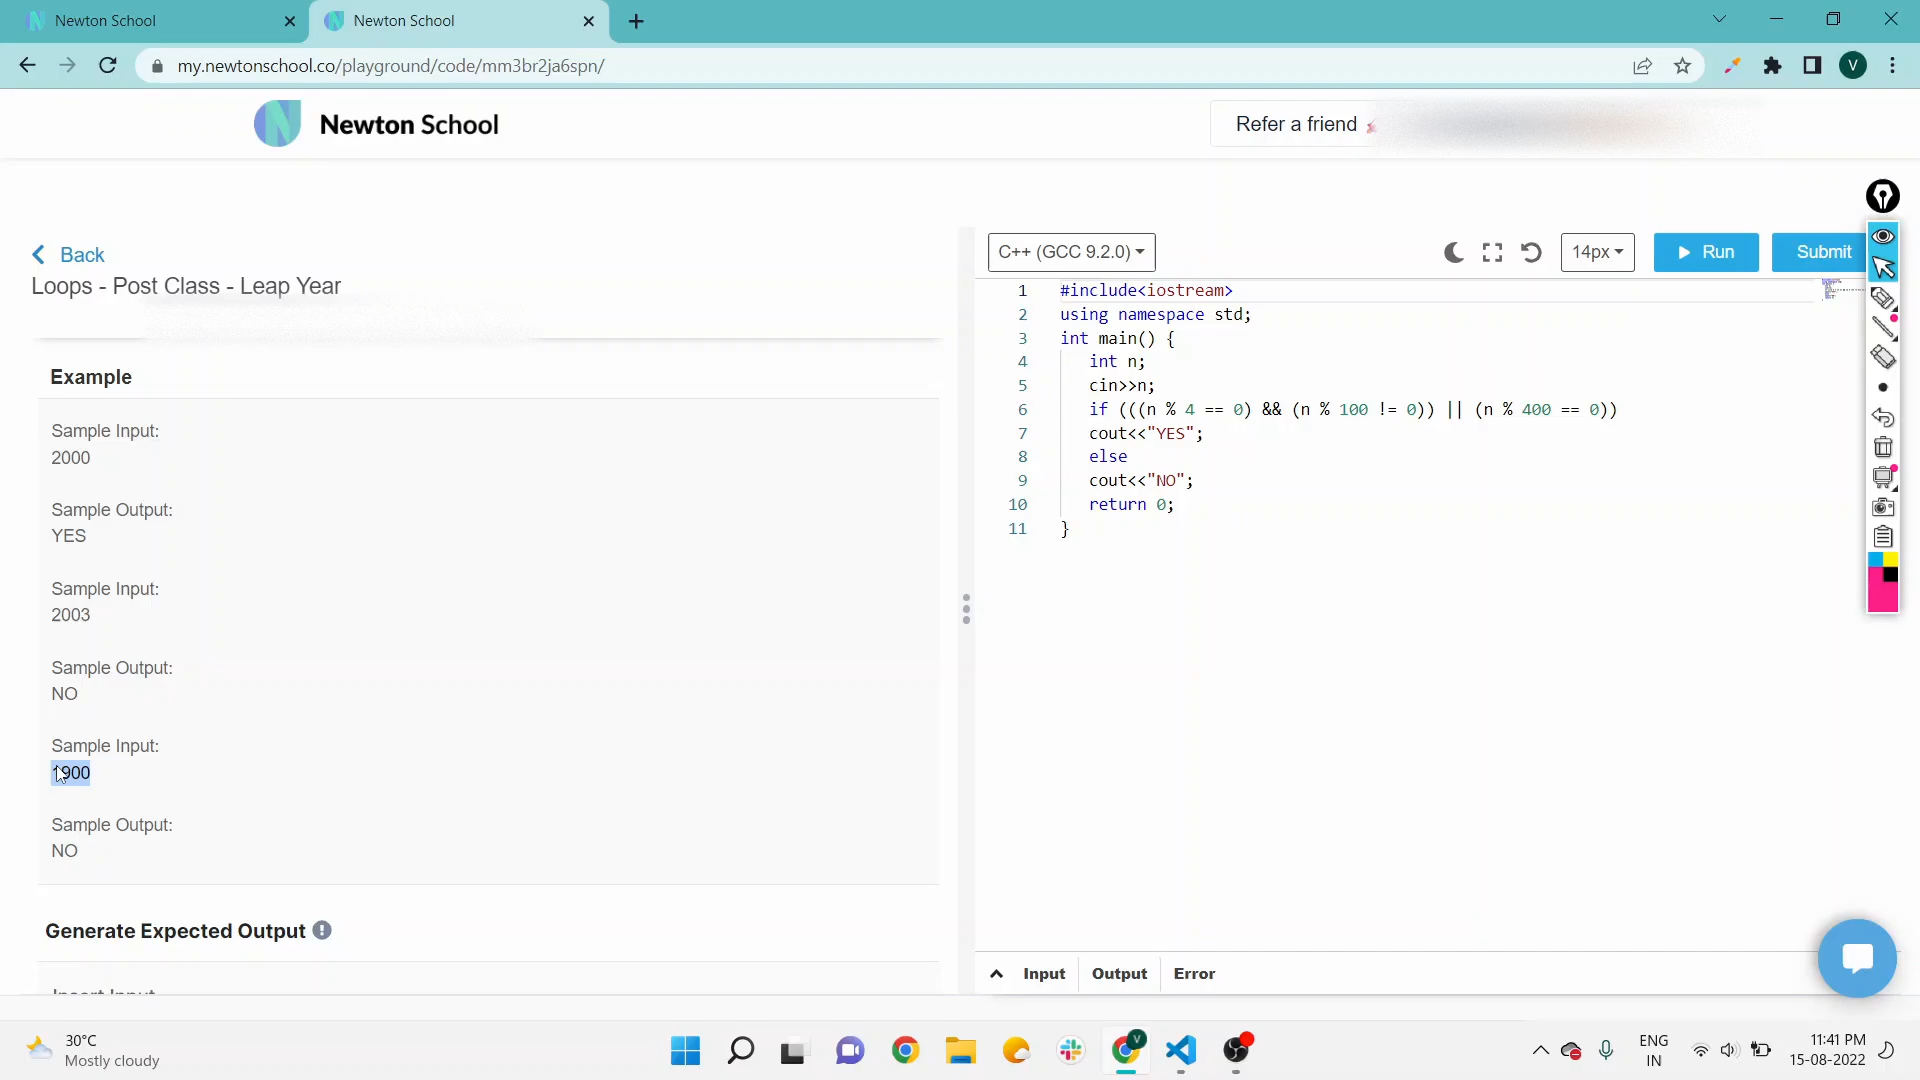 Newton School
Newton School
my.newtonschool.co/playground/code/mm3br2ja6spn/
V
Newton School
Refer a friend
Back
Loops - Post Class - Leap Year
Example
Sample Input:
2000
Sample Output:
YES
Sample Input:
2003
Sample Output:
NO
Sample Input:
1900
Sample Output:
NO
Generate Expected Output
Insert Input
C++ (GCC 9.2.0)
14px
Run
Submit
1 #include<iostream>
2 using namespace std;
3 int main() {
4 int n;
5 cin>>n;
6 if (((n % 4 == 0) && (n % 100 != 0)) || (n % 400 == 0))
7 cout<<"YES";
8 else
9 cout<<"NO";
10 return 0;
11 }
Input
Output
Error
30°C
Mostly cloudy
V
ENG
IN
11:41 PM
15-08-2022